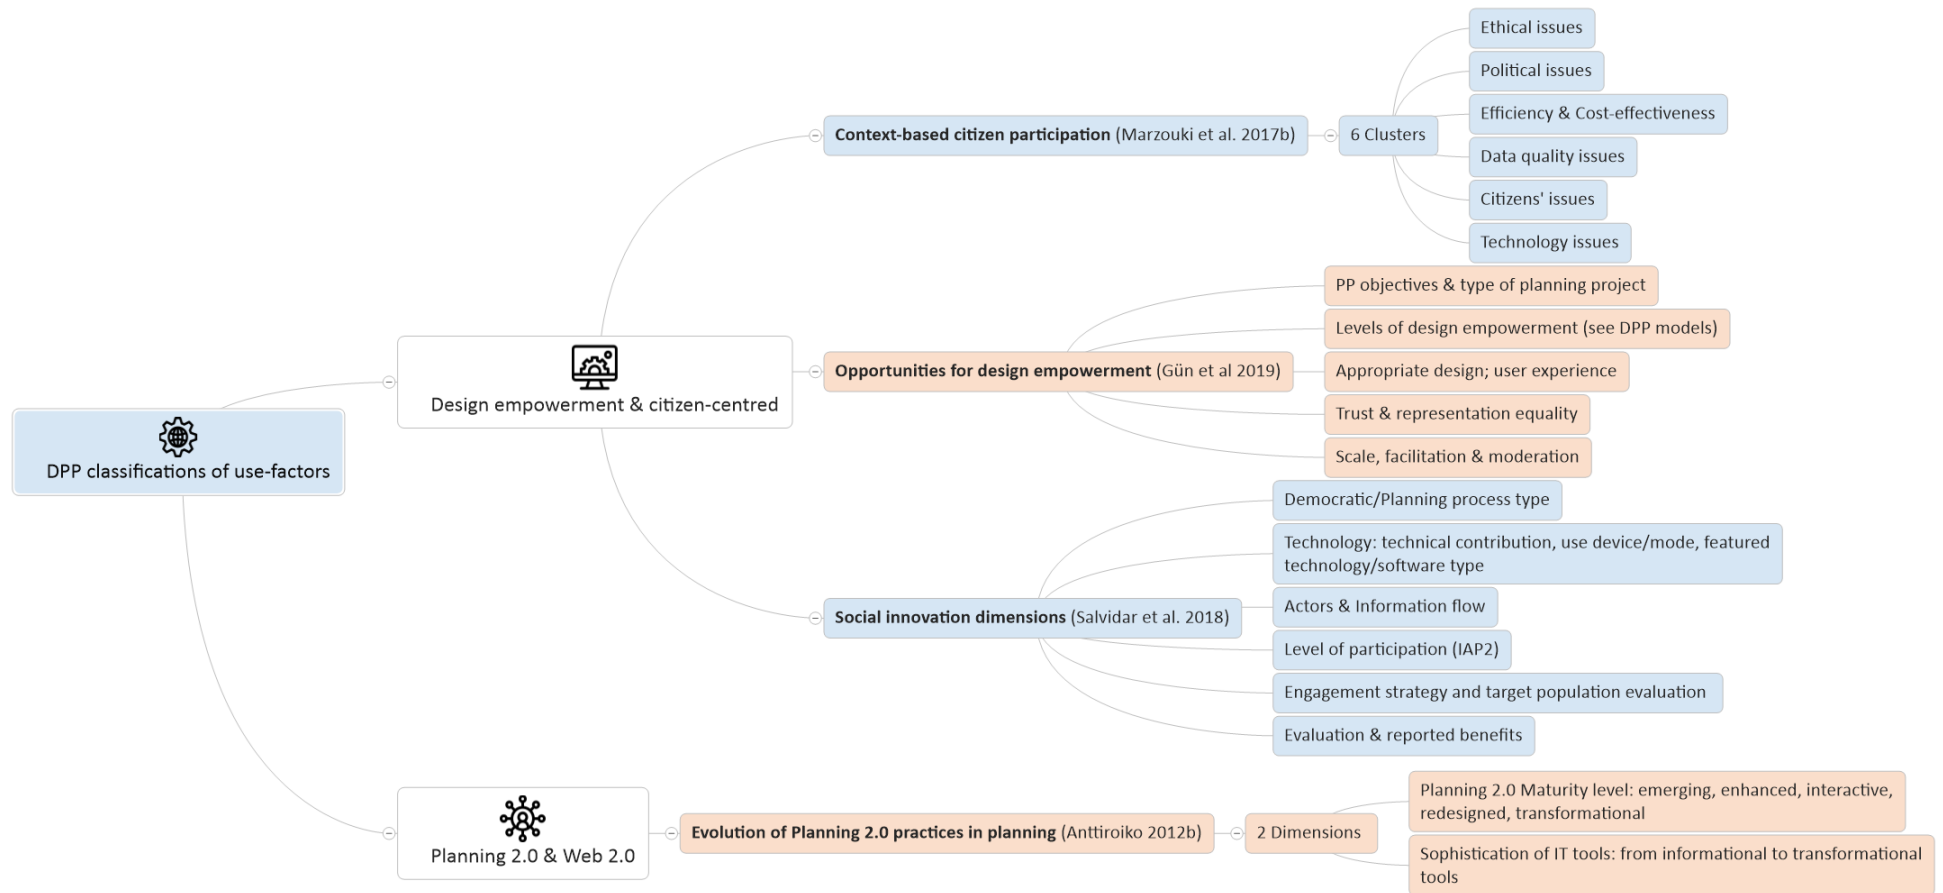 DPP classifications of use-factors
Design empowerment & citizen-centred
Context-based citizen participation (Marzouki et al. 2017b)
6 Clusters
Ethical issues
Political issues
Efficiency & Cost-effectiveness
Data quality issues
Citizens' issues
Technology issues
Opportunities for design empowerment (Gün et al 2019)
PP objectives & type of planning project
Levels of design empowerment (see DPP models)
Appropriate design; user experience
Trust & representation equality
Scale, facilitation & moderation
Social innovation dimensions (Salvidar et al. 2018)
Democratic/Planning process type
Technology: technical contribution, use device/mode, featured
technology/software type
Actors & Information flow
Level of participation (IAP2)
Engagement strategy and target population evaluation
Evaluation & reported benefits
Planning 2.0 & Web 2.0
Evolution of Planning 2.0 practices in planning (Anttiroiko 2012b)
2 Dimensions
Planning 2.0 Maturity level: emerging, enhanced, interactive,
redesigned, transformational
Sophistication of IT tools: from informational to transformational
tools